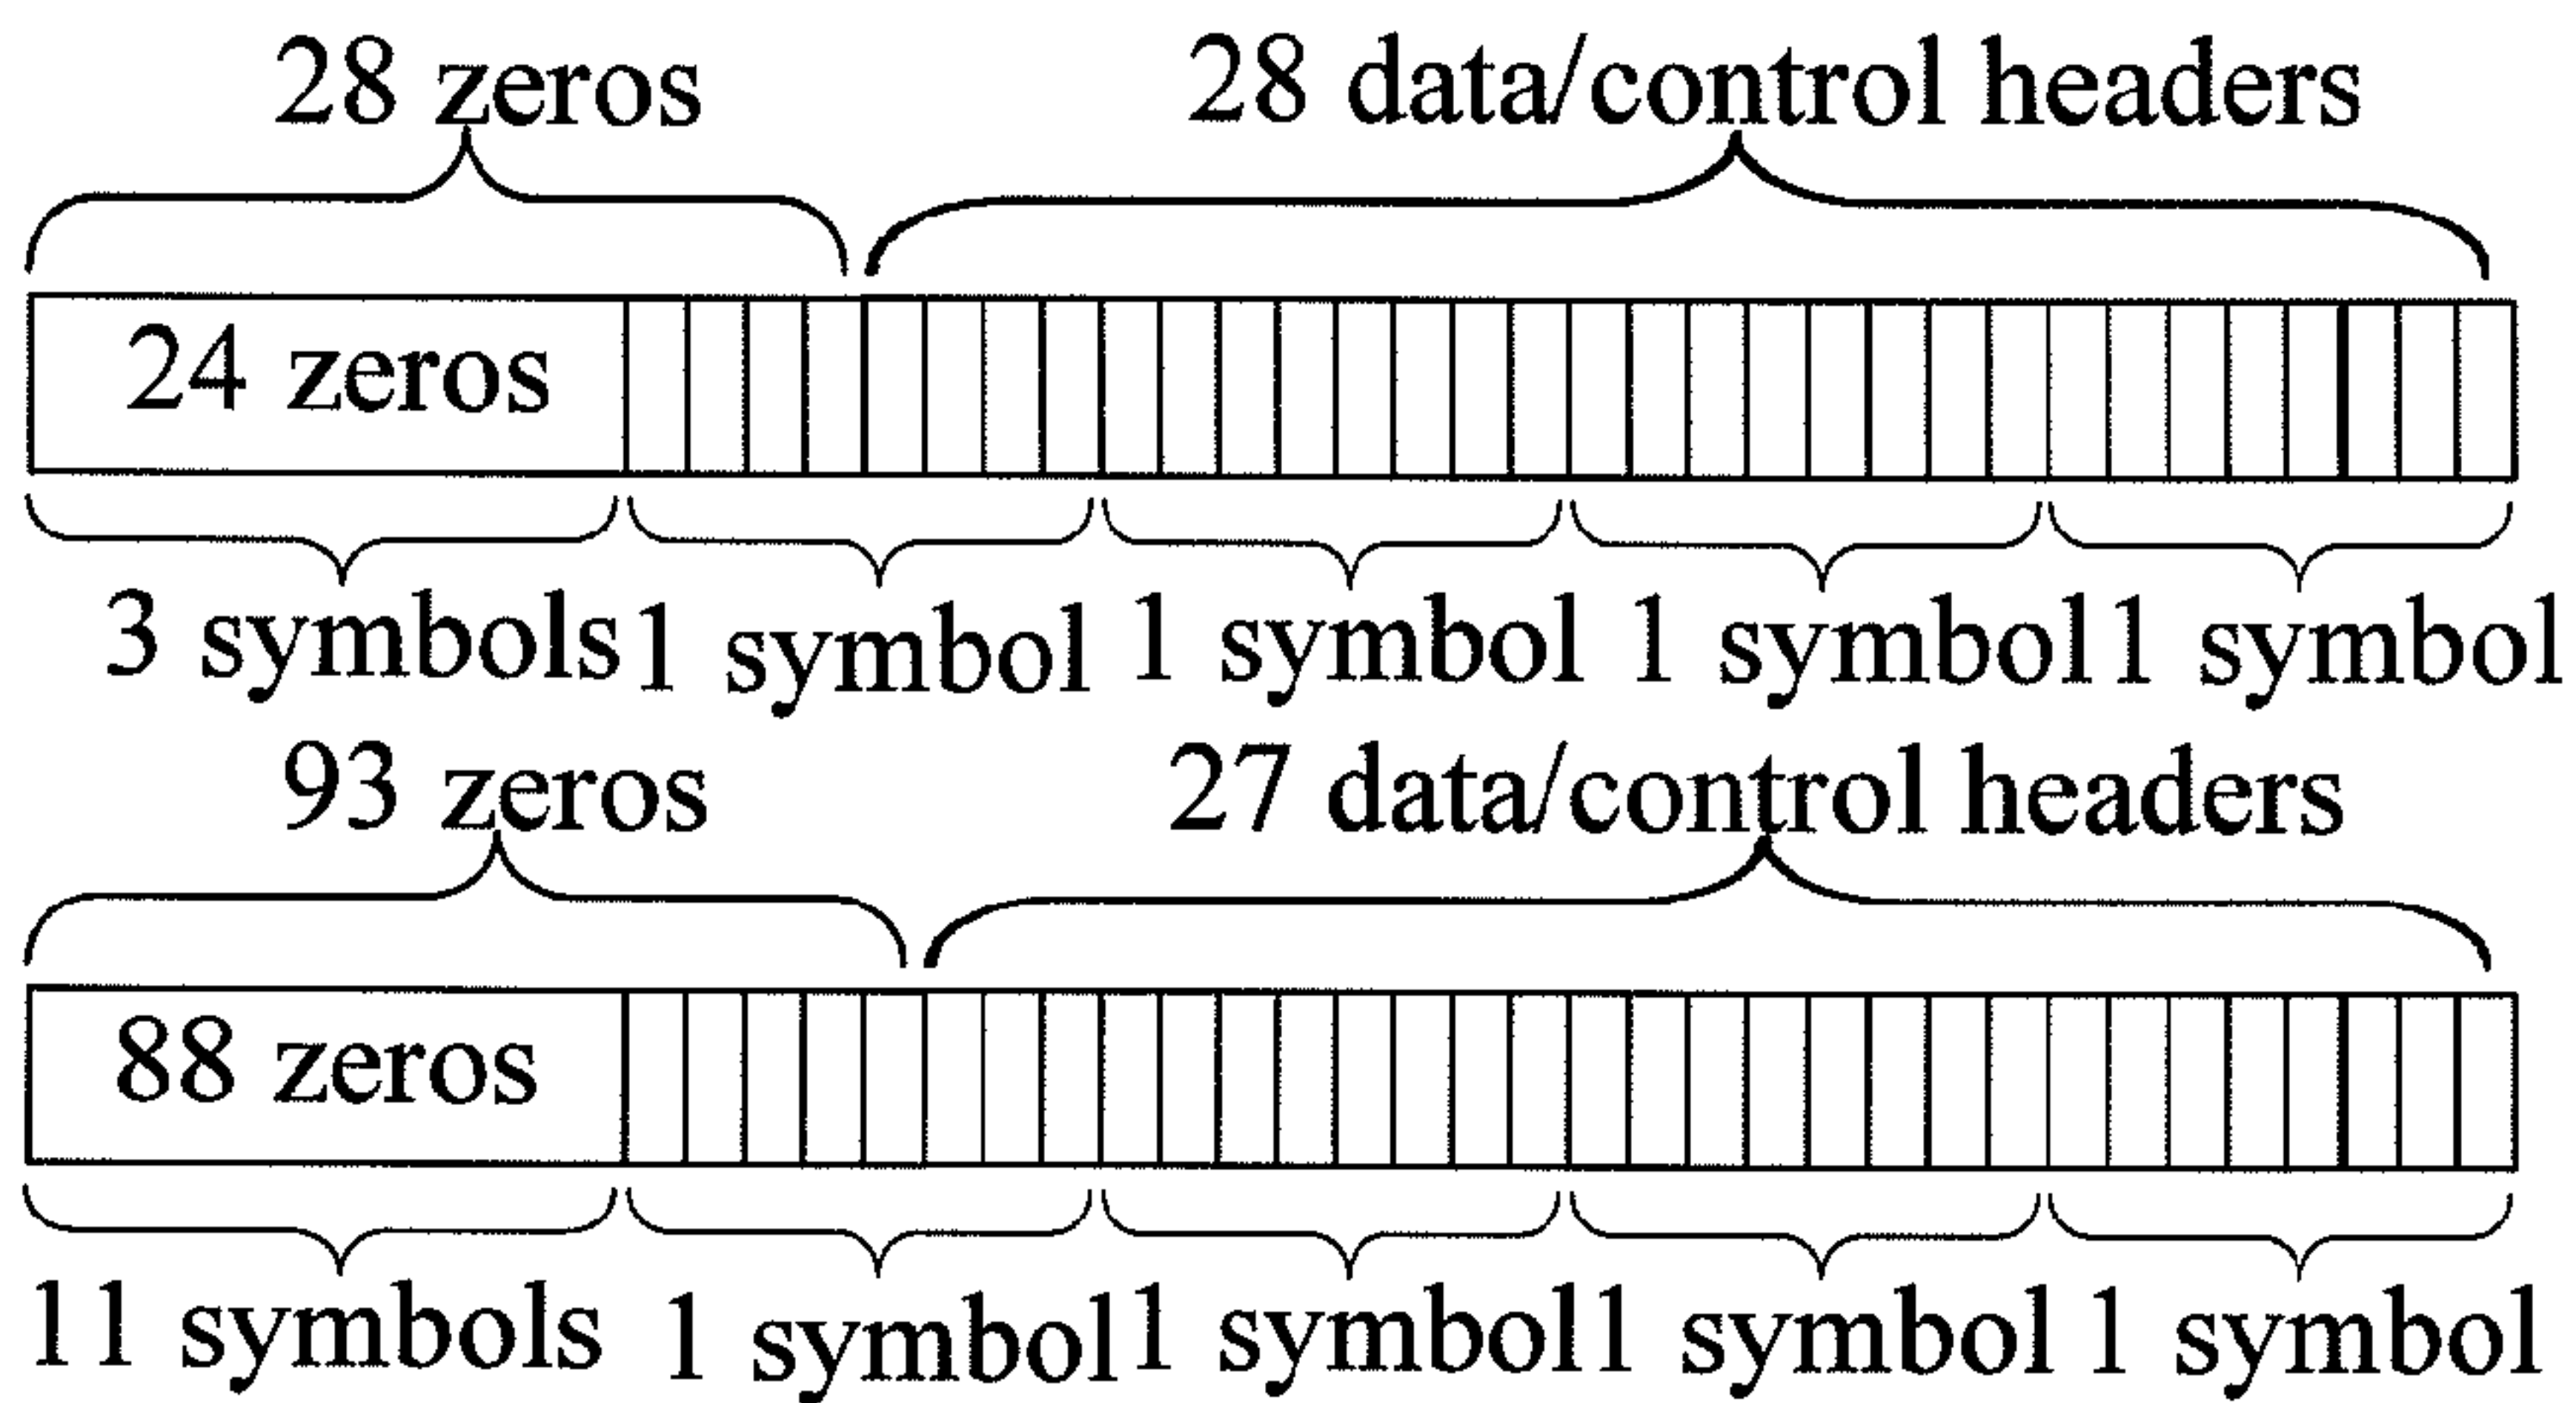 28 zeros 28 data/control headers
24 zeros
3 symbols 1 symbol 1 symbol 1 symbol 1 symbol
93 zeros 27 data/control headers
88 zeros
11 symbols 1 symbol 1 symbol 1 symbol 1 symbol